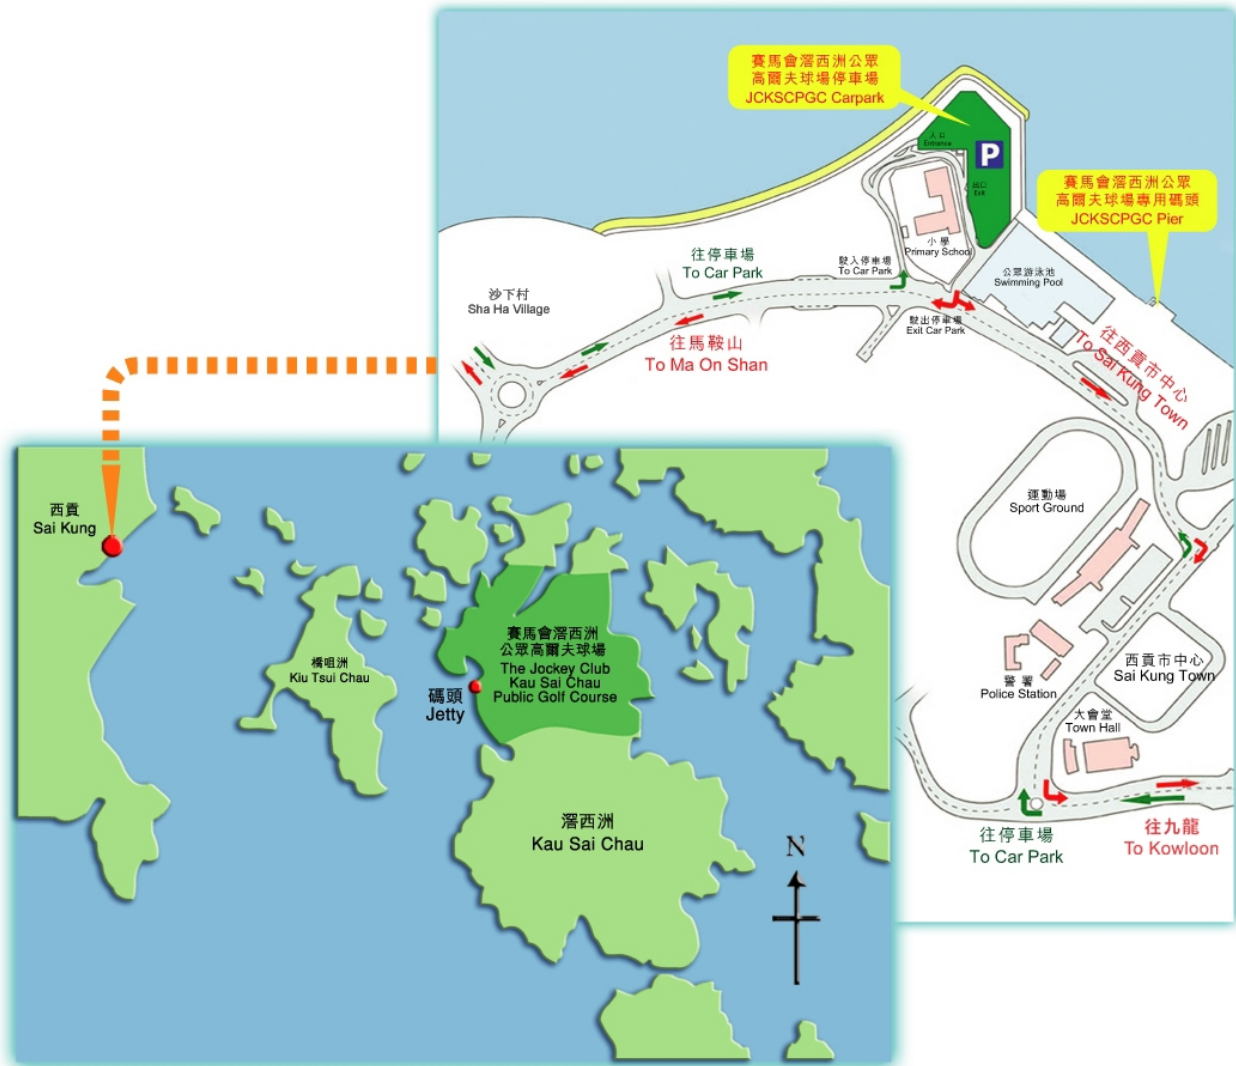 賽馬會滘西洲公眾
高爾夫球場停車場
JCKSCPGC Carpark
入口
Entrance
P
出口
Exit
賽馬會滘西洲公眾
高爾夫球場專用碼頭
JCKSCPGC Pier
小學
Primary School
往停車場
To Car Park
駛入停車場
To Car Park
公眾游泳池
Swimming Pool
沙下村
Sha Ha Village
駛出停車場
Exit Car Park
往馬鞍山
To Ma On Shan
往西貢市中心
To Sai Kung Town
運動場
Sport Ground
西貢市中心
Sai Kung Town
警署
Police Station
大會堂
Town Hall
往停車場
To Car Park
往九龍
To Kowloon
西貢
Sai Kung
橋咀洲
Kiu Tsui Chau
賽馬會滘西洲
公眾高爾夫球場
The Jockey Club
Kau Sai Chau
Public Golf Course
碼頭
Jetty
滘西洲
Kau Sai Chau
N